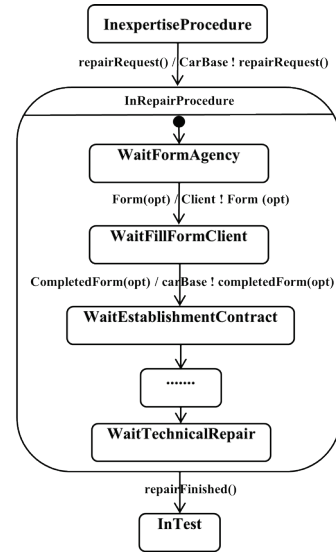 InexpertiseProcedure
repairRequest() / CarBase ! repairRequest()
InRepairProcedure
WaitFormAgency
Form(opt) / Client ! Form (opt)
WaitFillFormClient
CompletedForm(opt) / carBase ! completedForm(opt)
WaitEstablishmentContract
.......
WaitTechnicalRepair
repairFinished()
InTest